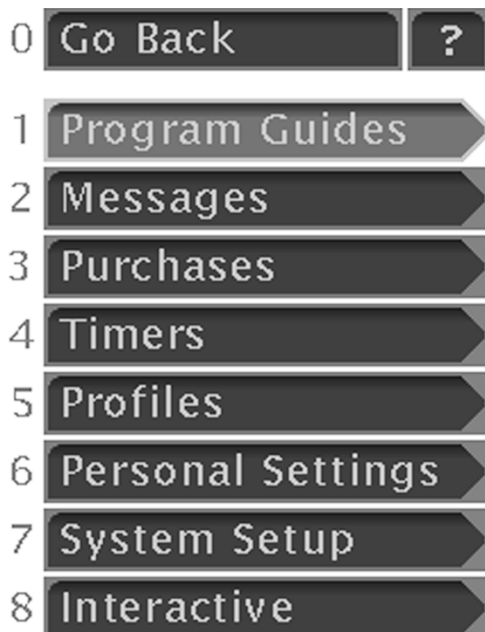 0 Go Back ?
1 Program Guides
2 Messages
3 Purchases
4 Timers
5 Profiles
6 Personal Settings
7 System Setup
8 Interactive